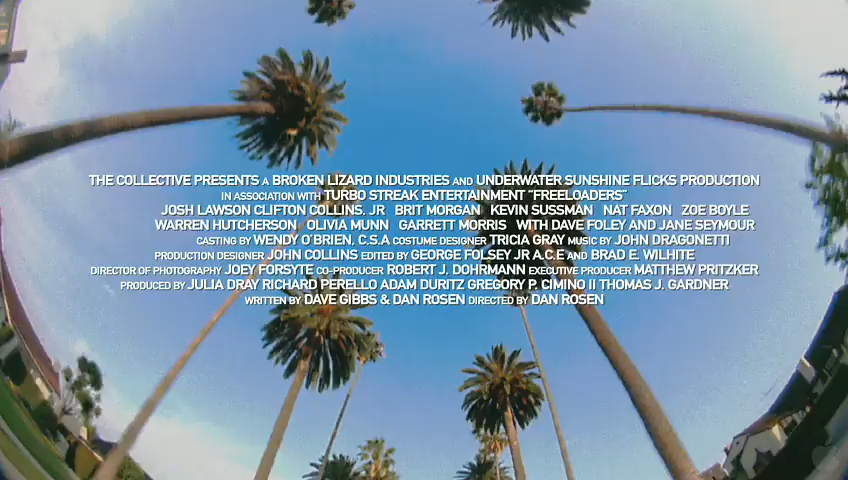 THE COLLECTIVE PRESENTS A BROKEN LIZARD INDUSTRIES AND UNDERWATER SUNSHINE FLICKS PRODUCTION
IN ASSOCIATION WITH TURBO STREAK ENTERTAINMENT "FREELOADERS"
JOSH LAWSON CLIFTON COLLINS, JR BRIT MORGAN KEVIN SUSSMAN NAT FAXON ZOE BOYLE
WARREN HUTCHERSON OLIVIA MUNN GARRETT MORRIS WITH DAVE FOLEY AND JANE SEYMOUR
CASTING BY WENDY O'BRIEN, C.S.A COSTUME DESIGNER TRICIA GRAY MUSIC BY JOHN DRAGONETTI
PRODUCTION DESIGNER JOHN COLLINS EDITED BY GEORGE FOLSEY JR A.C.E AND BRAD E. WILHITE
DIRECTOR OF PHOTOGRAPHY JOEY FORSYTE CO-PRODUCER ROBERT J. DOHRMANN EXECUTIVE PRODUCER MATTHEW PRITZKER
PRODUCED BY JULIA DRAY RICHARD PERELLO ADAM DURITZ GREGORY P. CIMINO II THOMAS J. GARDNER
WRITTEN BY DAVE GIBBS & DAN ROSEN DIRECTED BY DAN ROSEN